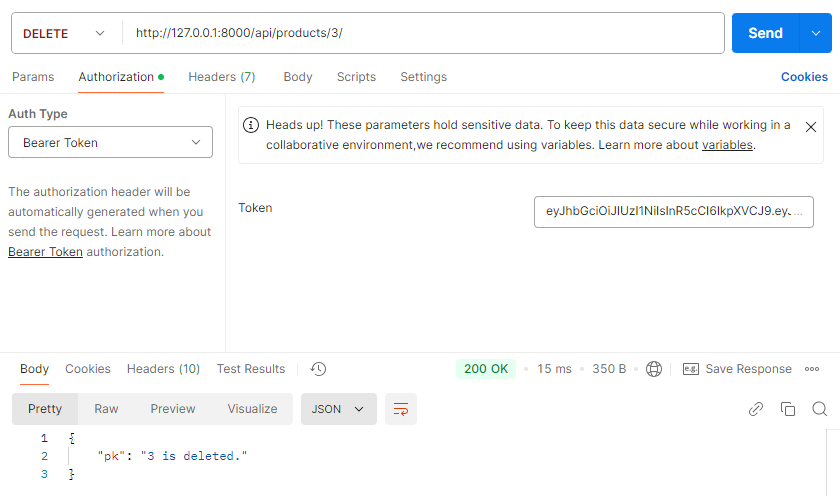 DELETE http://127.0.0.1:8000/api/products/3/ Send
Params Authorization Headers (7) Body Scripts Settings Cookies
Auth Type
Bearer Token
The authorization header will be
automatically generated when you
send the request. Learn more about
Bearer Token authorization.
Heads up! These parameters hold sensitive data. To keep this data secure while working in a
collaborative environment,we recommend using variables. Learn more about variables.
Token eyJhbGciOiJIUzI1NiIsInR5cCI6IkpXVCJ9.eyJ...
Body Cookies Headers (10) Test Results 200 OK 15 ms 350 B e.g. Save Response
Pretty Raw Preview Visualize JSON
1 {
2 "pk": "3 is deleted."
3 }